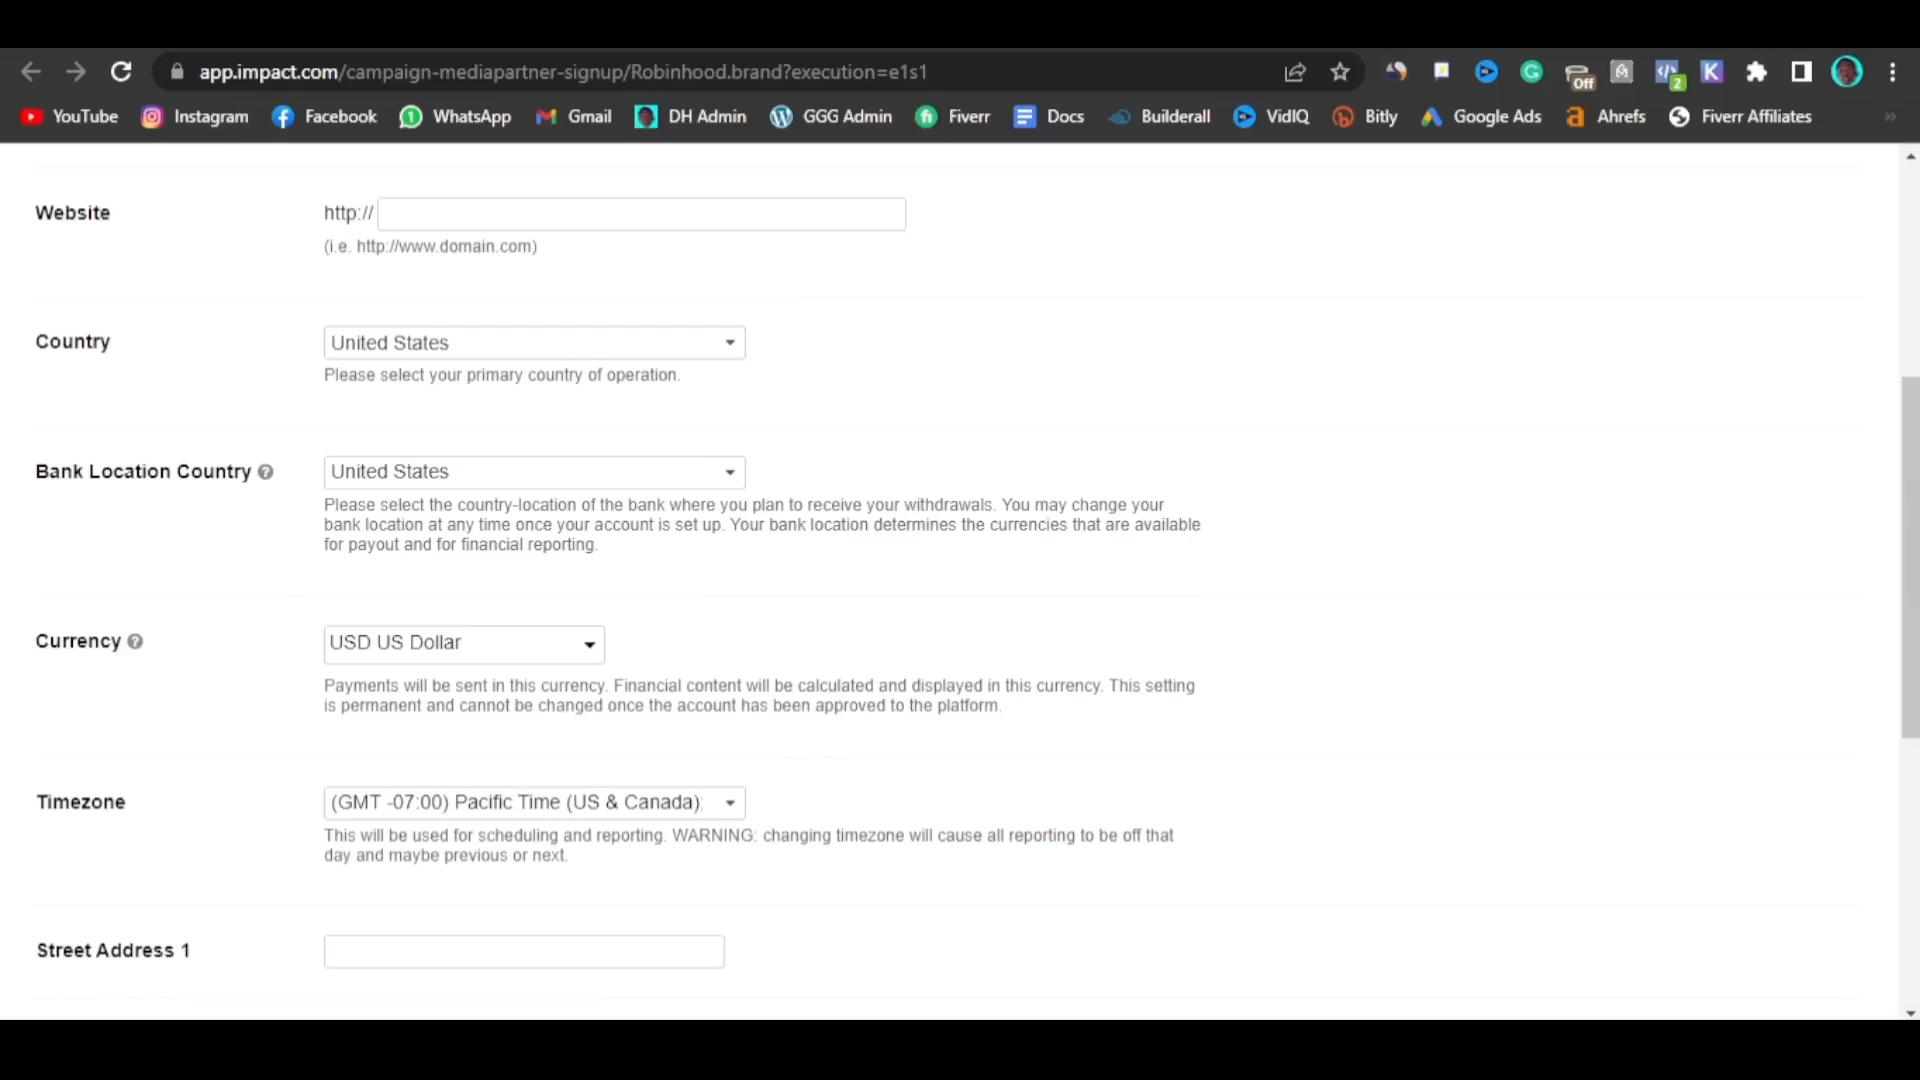 app.impact.com/campaign-mediapartner-signup/Robinhood.brand?execution=e1s1
Off
2
K
YouTube Instagram Facebook 1 WhatsApp Gmail DH Admin GGG Admin Fiverr Docs Builderall VidIQ Bitly Google Ads Ahrefs Fiverr Affiliates »
Website http://
(i.e. http://www.domain.com)
Country United States
Please select your primary country of operation.
Bank Location Country ? United States
Please select the country-location of the bank where you plan to receive your withdrawals. You may change your
bank location at any time once your account is set up. Your bank location determines the currencies that are available
for payout and for financial reporting.
Currency ? USD US Dollar
Payments will be sent in this currency. Financial content will be calculated and displayed in this currency. This setting
is permanent and cannot be changed once the account has been approved to the platform.
Timezone (GMT -07:00) Pacific Time (US & Canada);
This will be used for scheduling and reporting. WARNING: changing timezone will cause all reporting to be off that
day and maybe previous or next.
Street Address 1